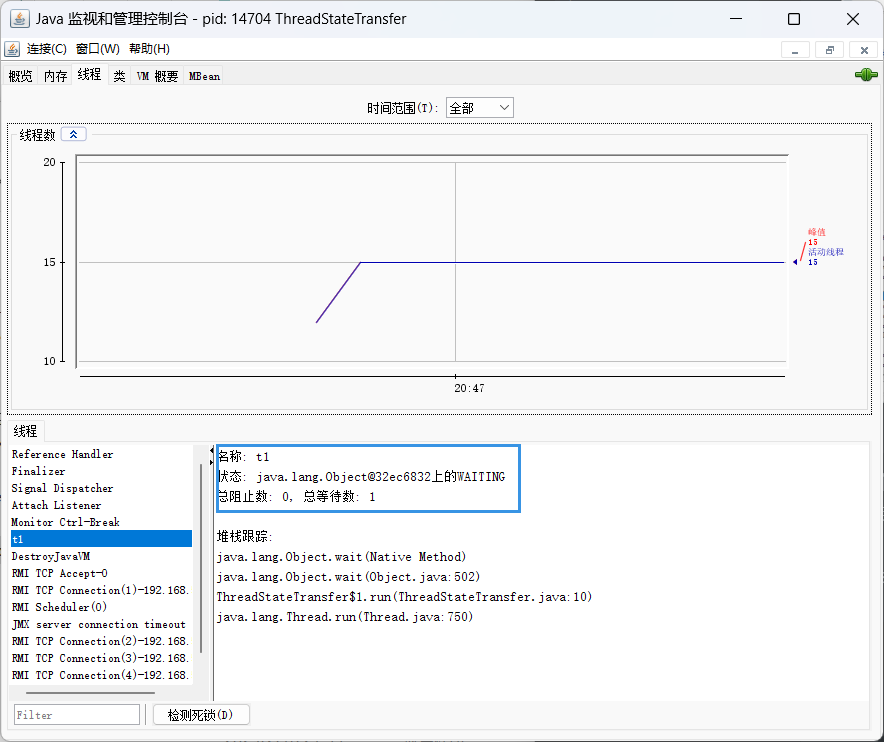 Java 监视和管理控制台 - pid: 14704 ThreadStateTransfer
连接(C) 窗口(W) 帮助(H)
概览 内存 线程 类 VM 概要 MBean
时间范围(T): 全部
线程数
20
15
10
20:47
峰值
15
活动线程
15
线程
Reference Handler
Finalizer
Signal Dispatcher
Attach Listener
Monitor Ctrl-Break
t1
DestroyJavaVM
RMI TCP Accept-0
RMI TCP Connection(1)-192.168.
RMI Scheduler(0)
JMX server connection timeout
RMI TCP Connection(2)-192.168.
RMI TCP Connection(3)-192.168.
RMI TCP Connection(4)-192.168.
名称: t1
状态: java.lang.Object@32ec6832上的WAITING
总阻止数: 0, 总等待数: 1
堆栈跟踪:
java.lang.Object.wait(Native Method)
java.lang.Object.wait(Object.java:502)
ThreadStateTransfer$1.run(ThreadStateTransfer.java:10)
java.lang.Thread.run(Thread.java:750)
Filter
检测死锁(D)